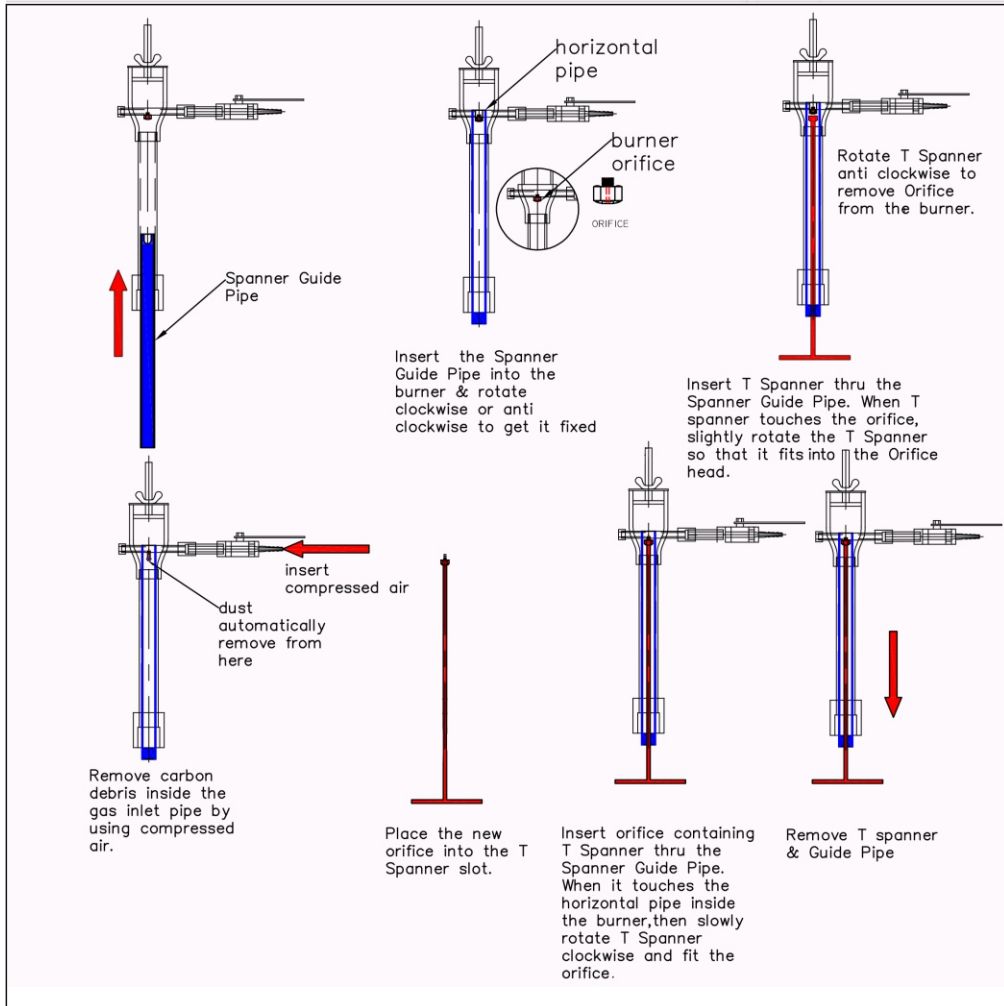 Spanner Guide
Pipe
horizontal
pipe
burner
orifice
ORIFICE
Insert the Spanner
Guide Pipe into the
burner & rotate
clockwise or anti
clockwise to get it fixed
Rotate T Spanner
anti clockwise to
remove Orifice
from the burner.
Insert T Spanner thru the
Spanner Guide Pipe. When T
spanner touches the orifice,
slightly rotate the T Spanner
so that it fits into the Orifice
head.
insert
compressed air
dust
automatically
remove from
here
Remove carbon
debris inside the
gas inlet pipe by
using compressed
air.
Place the new
orifice into the T
Spanner slot.
Insert orifice containing
T Spanner thru the
Spanner Guide Pipe.
When it touches the
horizontal pipe inside
the burner,then slowly
rotate T Spanner
clockwise and fit the
orifice.
Remove T spanner
& Guide Pipe